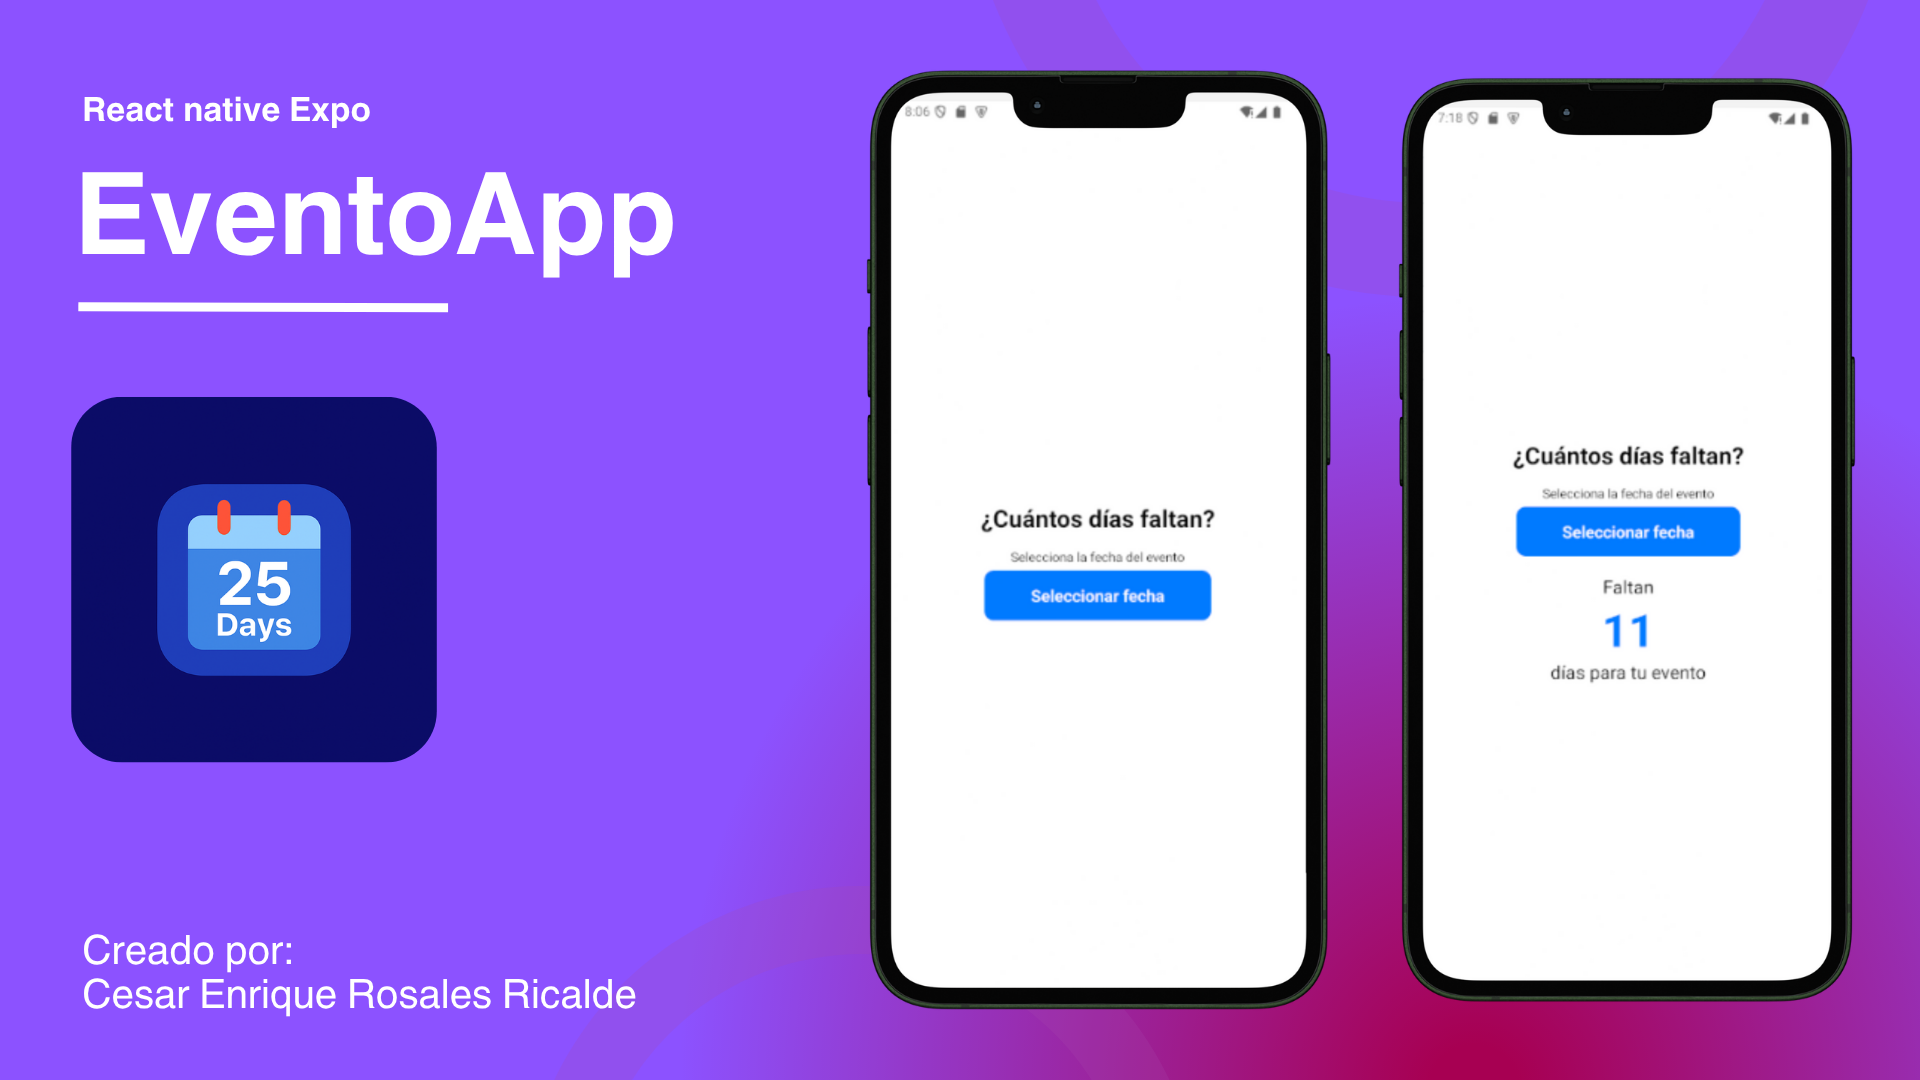 React native Expo
EventoApp
25
Days
Creado por:
Cesar Enrique Rosales Ricalde
8:06
¿Cuántos días faltan?
Selecciona la fecha del evento
Seleccionar fecha
7:18
¿Cuántos días faltan?
Selecciona la fecha del evento
Seleccionar fecha
Faltan
11
días para tu evento